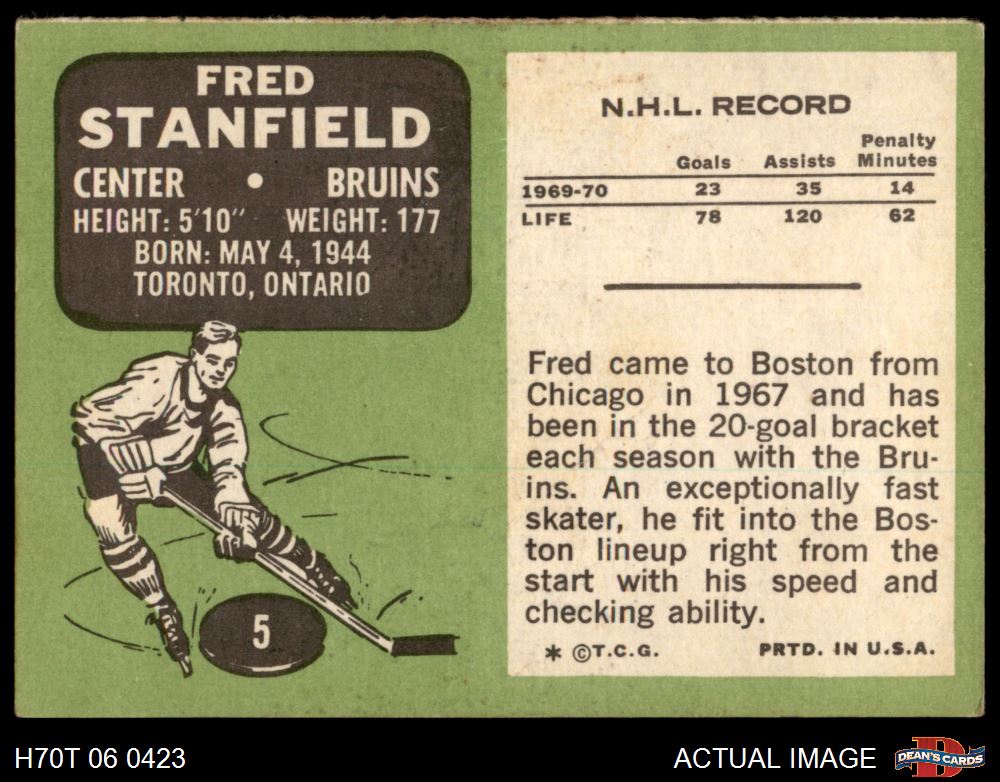 FRED
STANFIELD
CENTER • BRUINS
HEIGHT: 5'10" WEIGHT: 177
BORN: MAY 4, 1944
TORONTO, ONTARIO
5
N.H.L. RECORD
Goals Assists Penalty Minutes
1969-70 23 35 14
LIFE 78 120 62
Fred came to Boston from
Chicago in 1967 and has
been in the 20-goal bracket
each season with the Bru-
ins. An exceptionally fast
skater, he fit into the Bos-
ton lineup right from the
start with his speed and
checking ability.
* ©T.C.G. PRTD. IN U.S.A.
H70T 06 0423
ACTUAL IMAGE
D
DEAN'S CARDS